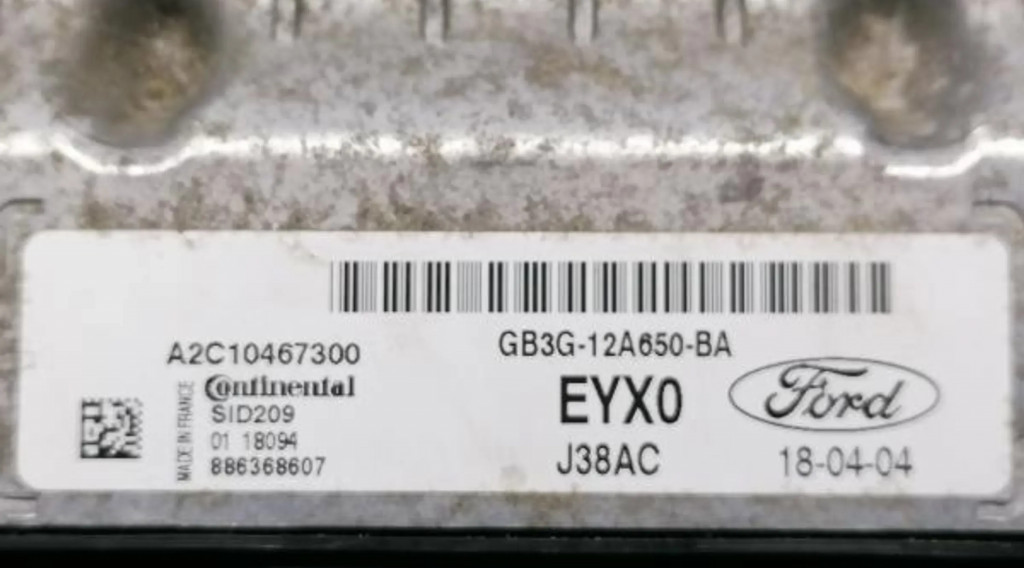 A2C10467300
Continental
SID209
01 18094
886368607
MADE IN FRANCE
GB3G-12A650-BA
EYX0
J38AC
Ford
18-04-04